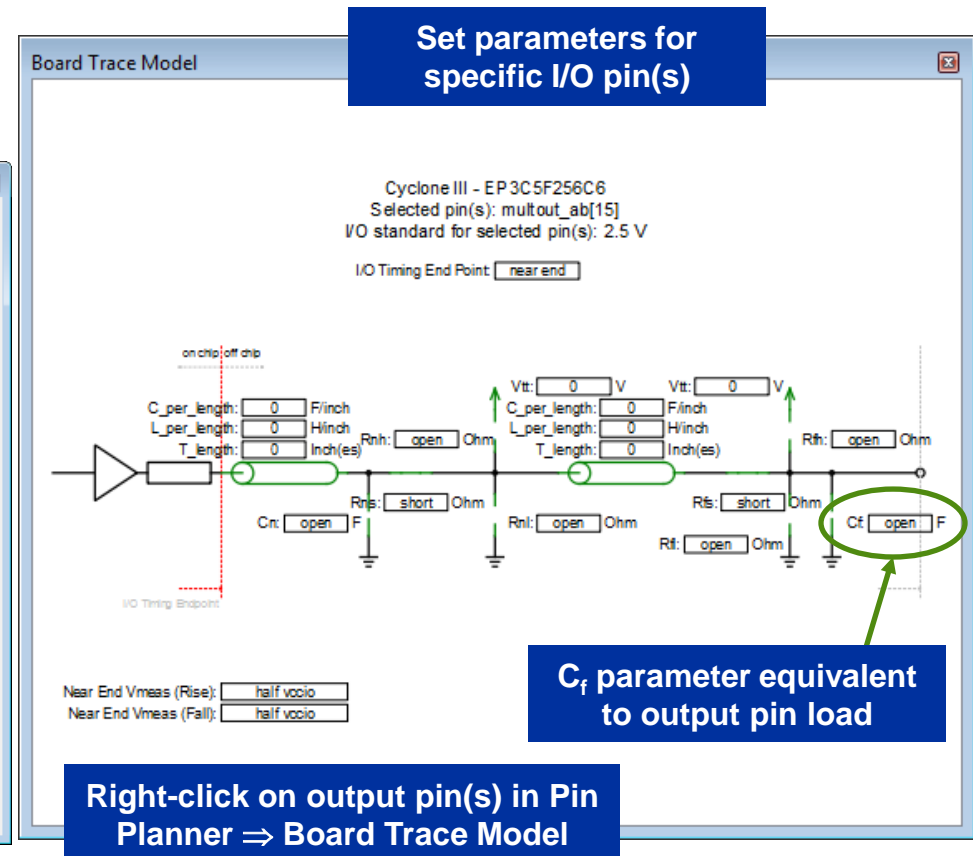 Set parameters for
specific I/O pin(s)
Board Trace Model
Cyclone III - EP3C5F256C6
Selected pin(s): multout_ab[15]
I/O standard for selected pin(s): 2.5 V
I/O Timing End Point: near end
on chip off chip
Vtt: 0 V Vtt: 0 V
C_per_length: 0 F/inch C_per_length: 0 F/inch
L_per_length: 0 H/inch L_per_length: 0 H/inch
Rnh: open Ohm Rfh: open Ohm
T_length: 0 Inch(es) T_length: 0 Inch(es)
Rns: short Ohm Rfs: short Ohm
Cn: open F Rnl: open Ohm Cf: open F
Rfl: open Ohm
I/O Timing Endpoint
Near End Vmeas (Rise): half vccio
Near End Vmeas (Fall): half vccio
Cf parameter equivalent
to output pin load
Right-click on output pin(s) in Pin
Planner ⇒ Board Trace Model